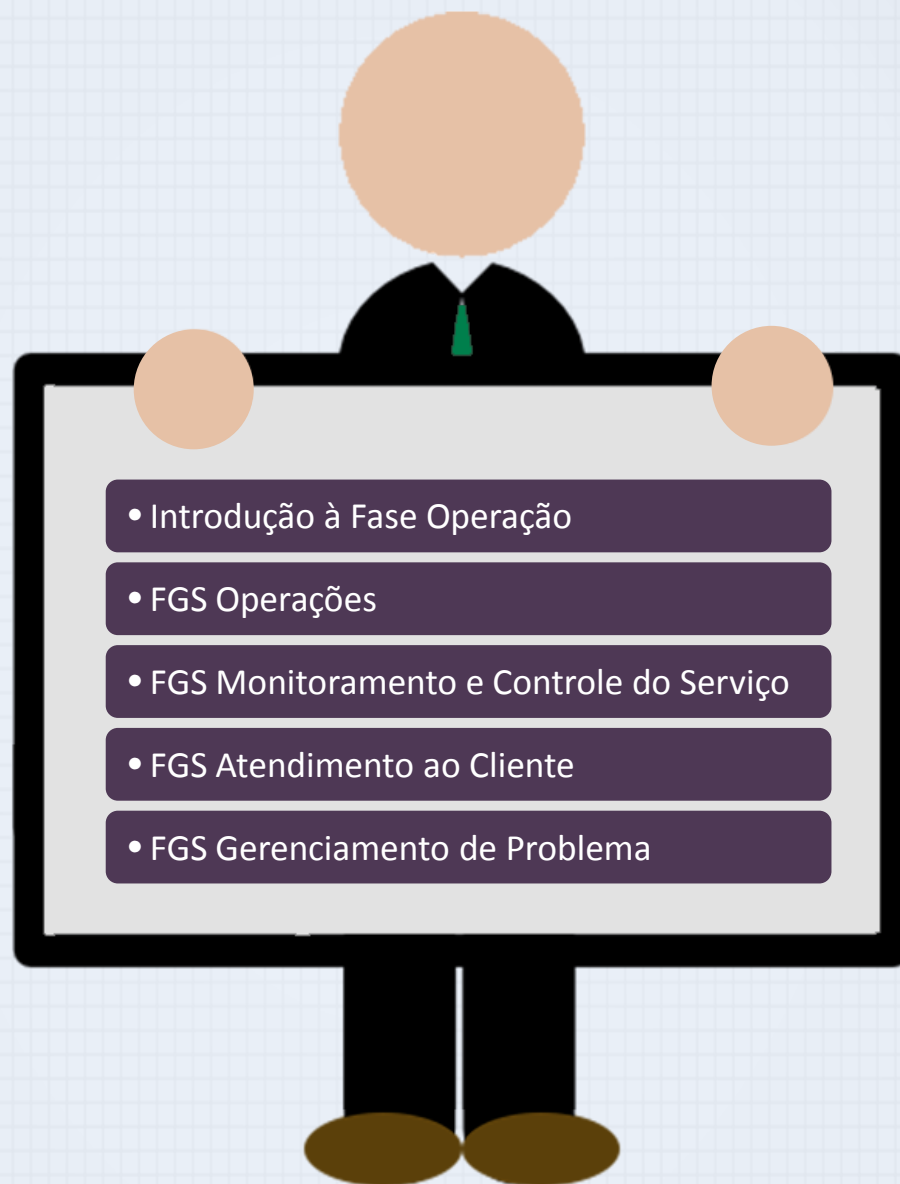 • Introdução à Fase Operação
• FGS Operações
• FGS Monitoramento e Controle do Serviço
• FGS Atendimento ao Cliente
• FGS Gerenciamento de Problema